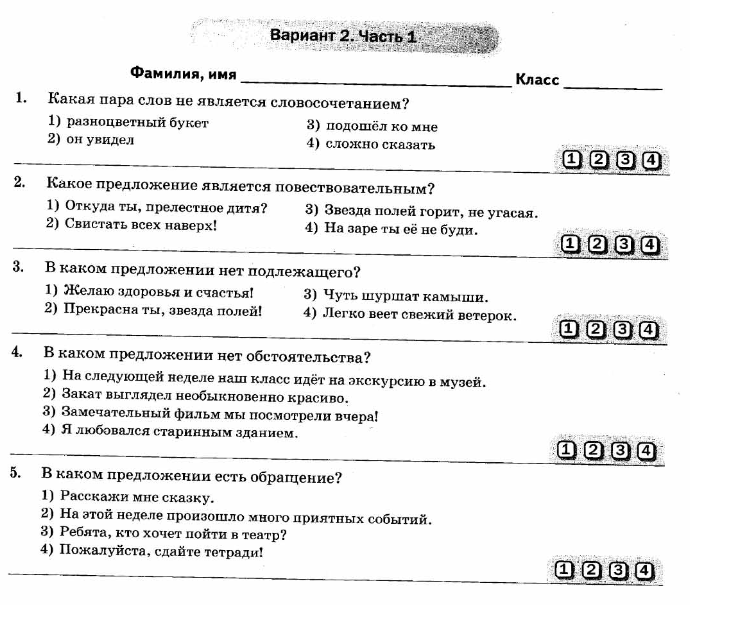 Вариант 2. Часть 1
Фамилия, имя Класс
1. Какая пара слов не является словосочетанием?
1) разноцветный букет 3) подошёл ко мне
2) он увидел 4) сложно сказать
1 2 3 4
2. Какое предложение является повествовательным?
1) Откуда ты, прелестное дитя? 3) Звезда полей горит, не угасая.
2) Свистать всех наверх! 4) На заре ты её не буди.
1 2 3 4
3. В каком предложении нет подлежащего?
1) Желаю здоровья и счастья! 3) Чуть шуршат камыши.
2) Прекрасна ты, звезда полей! 4) Легко веет свежий ветерок.
1 2 3 4
4. В каком предложении нет обстоятельства?
1) На следующей неделе наш класс идёт на экскурсию в музей.
2) Закат выглядел необыкновенно красиво.
3) Замечательный фильм мы посмотрели вчера!
4) Я любовался старинным зданием.
1 2 3 4
5. В каком предложении есть обращение?
1) Расскажи мне сказку.
2) На этой неделе произошло много приятных событий.
3) Ребята, кто хочет пойти в театр?
4) Пожалуйста, сдайте тетради!
1 2 3 4